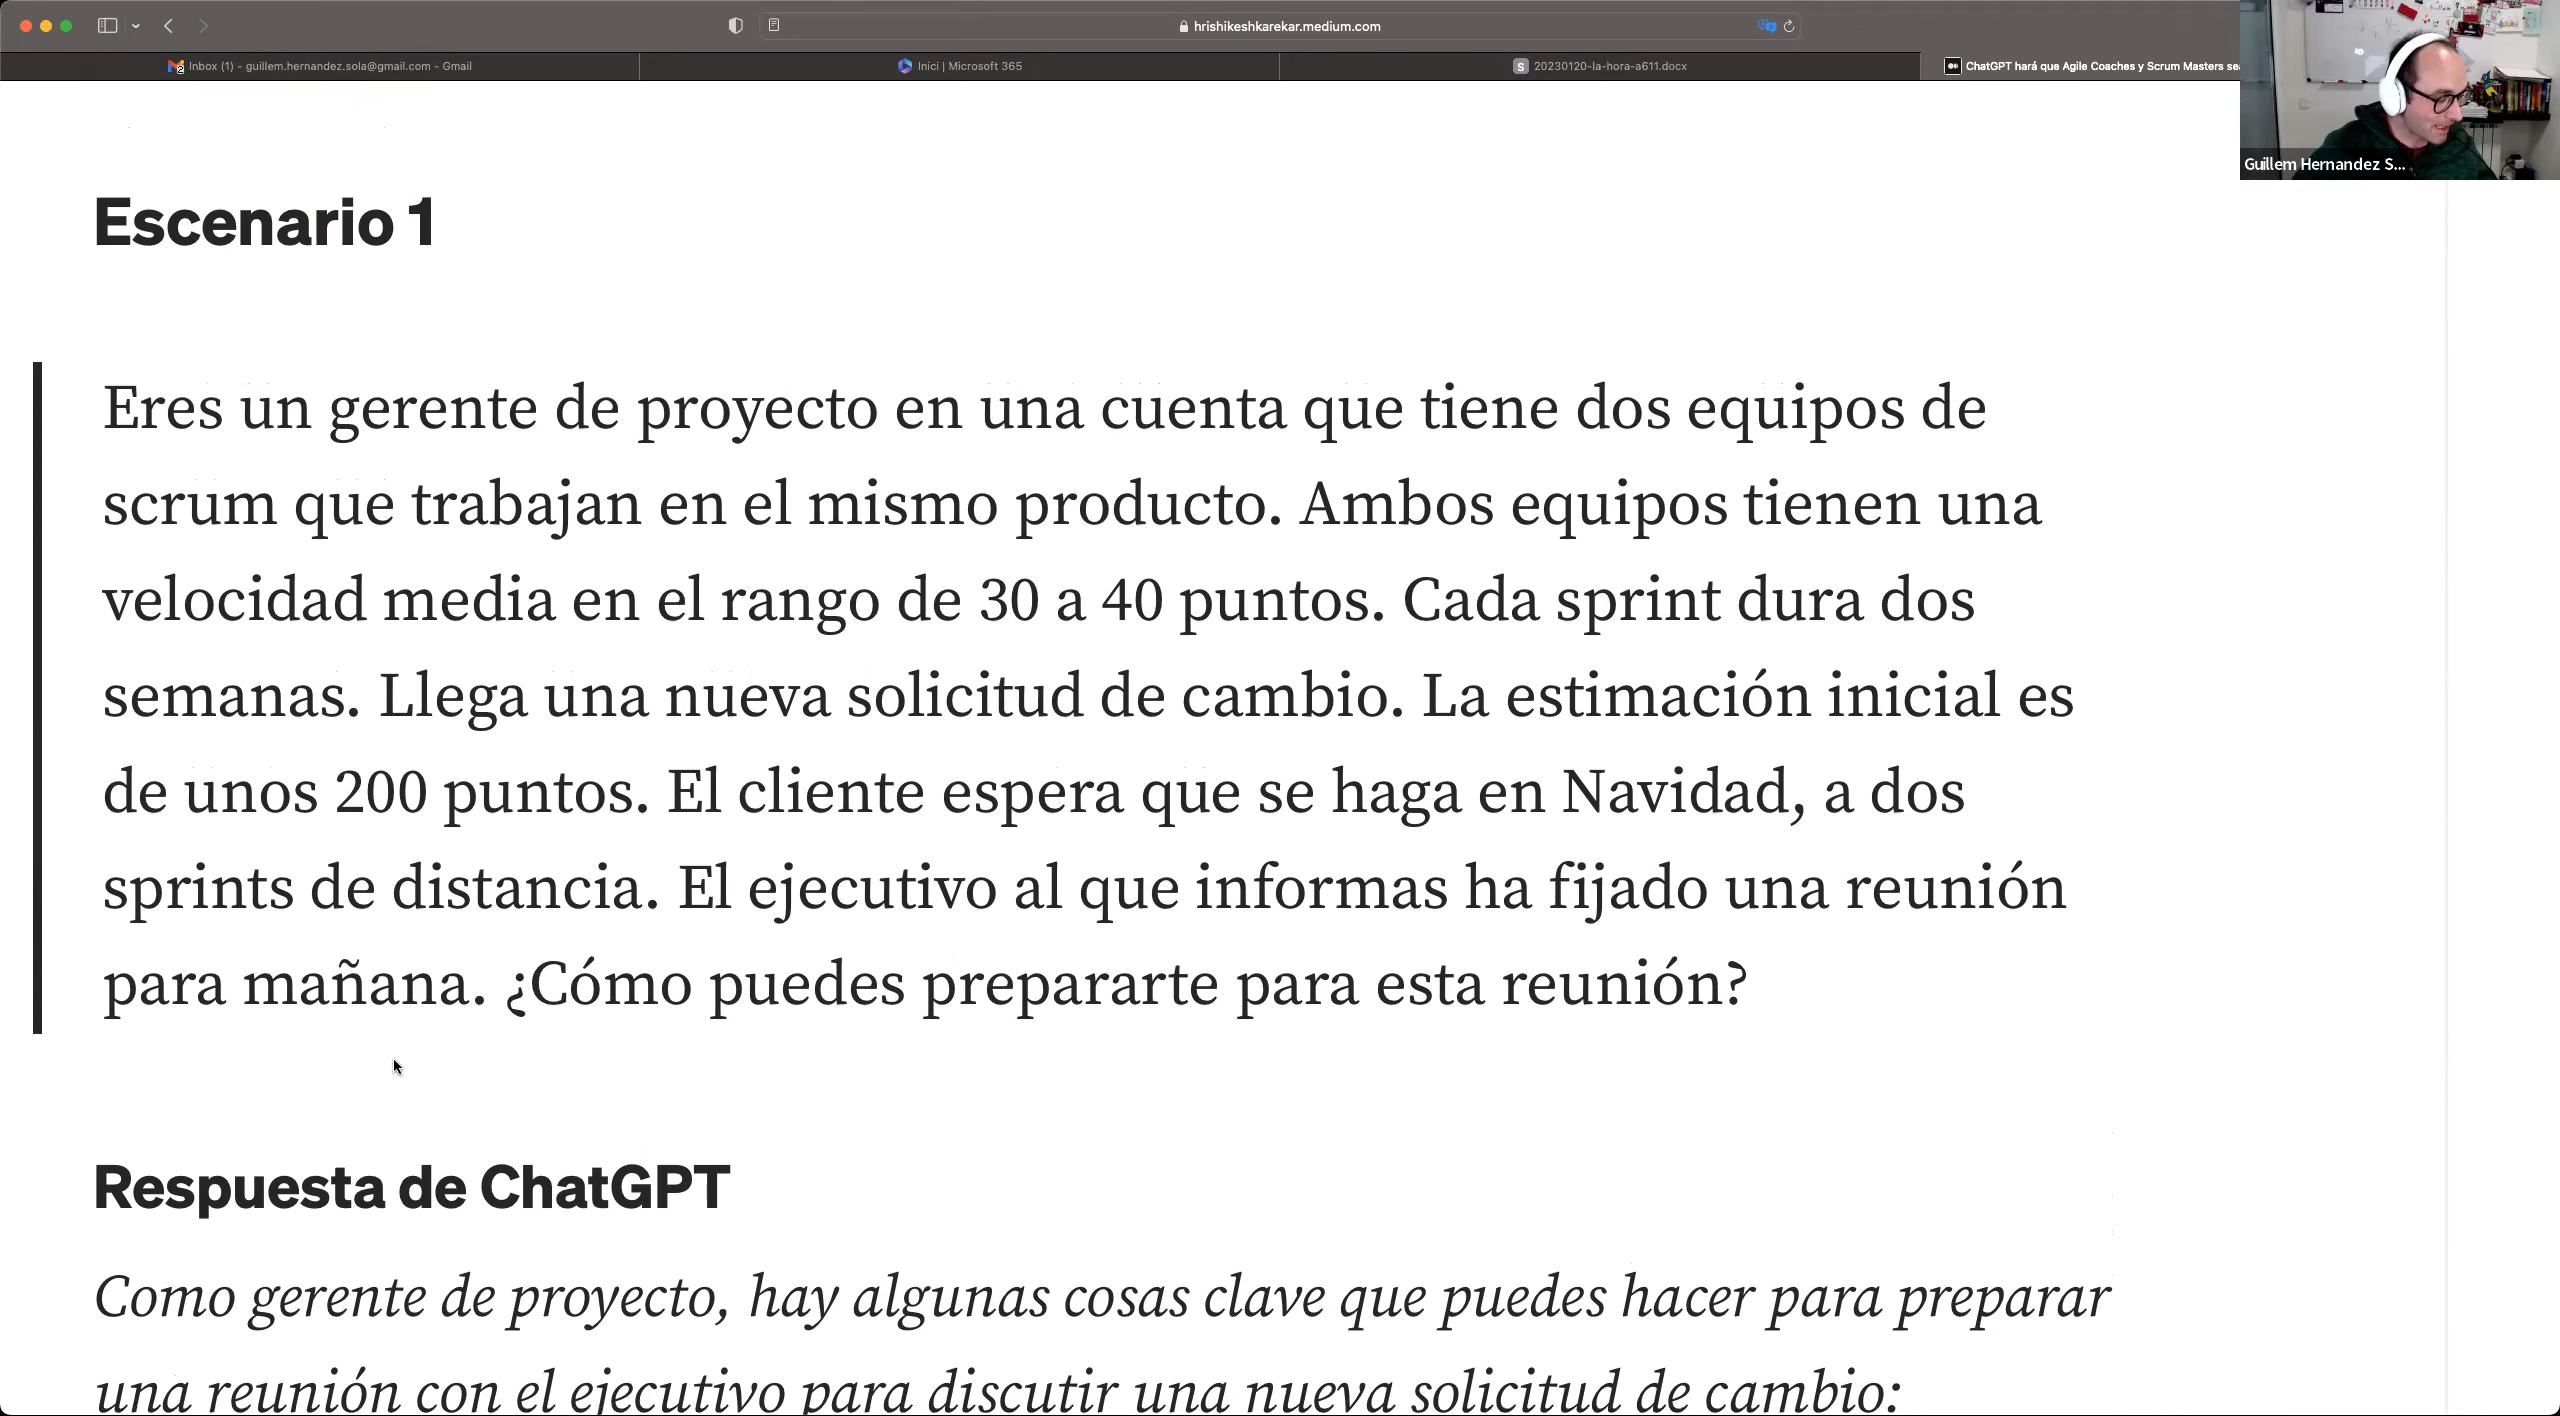 hrishikeshkarekar.medium.com
Inbox (1) - guillem.hernandez.sola@gmail.com - Gmail
Inici | Microsoft 365
S 20230120-la-hora-a611.docx
ChatGPT hará que Agile Coaches y Scrum Masters se
Guillem Hernandez S...
Escenario 1
Eres un gerente de proyecto en una cuenta que tiene dos equipos de
scrum que trabajan en el mismo producto. Ambos equipos tienen una
velocidad media en el rango de 30 a 40 puntos. Cada sprint dura dos
semanas. Llega una nueva solicitud de cambio. La estimación inicial es
de unos 200 puntos. El cliente espera que se haga en Navidad, a dos
sprints de distancia. El ejecutivo al que informas ha fijado una reunión
para mañana. ¿Cómo puedes prepararte para esta reunión?
Respuesta de ChatGPT
Como gerente de proyecto, hay algunas cosas clave que puedes hacer para preparar
una reunión con el ejecutivo para discutir una nueva solicitud de cambio: